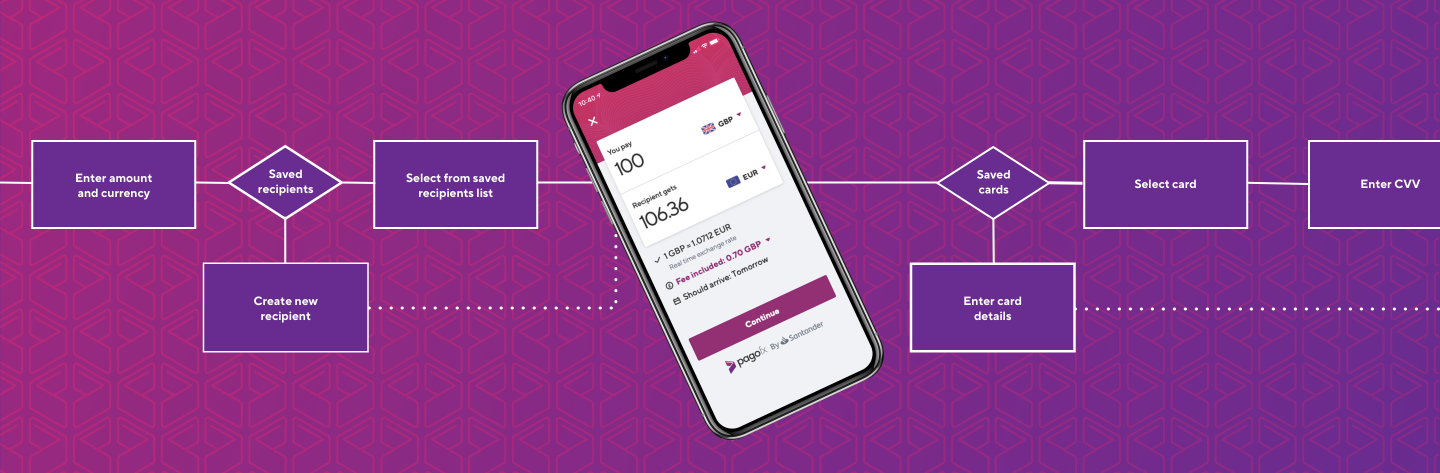 Enter amount
and currency
Saved
recipients
Select from saved
recipients list
Create new
recipient
10:40
You pay
100
GBP
Recipient gets
106.36
EUR
1 GBP = 1.0712 EUR
Real time exchange rate
Fee included: 0.70 GBP
Should arrive: Tomorrow
Continue
pagofx By Santander
Saved
cards
Select card
Enter CVV
Enter card
details